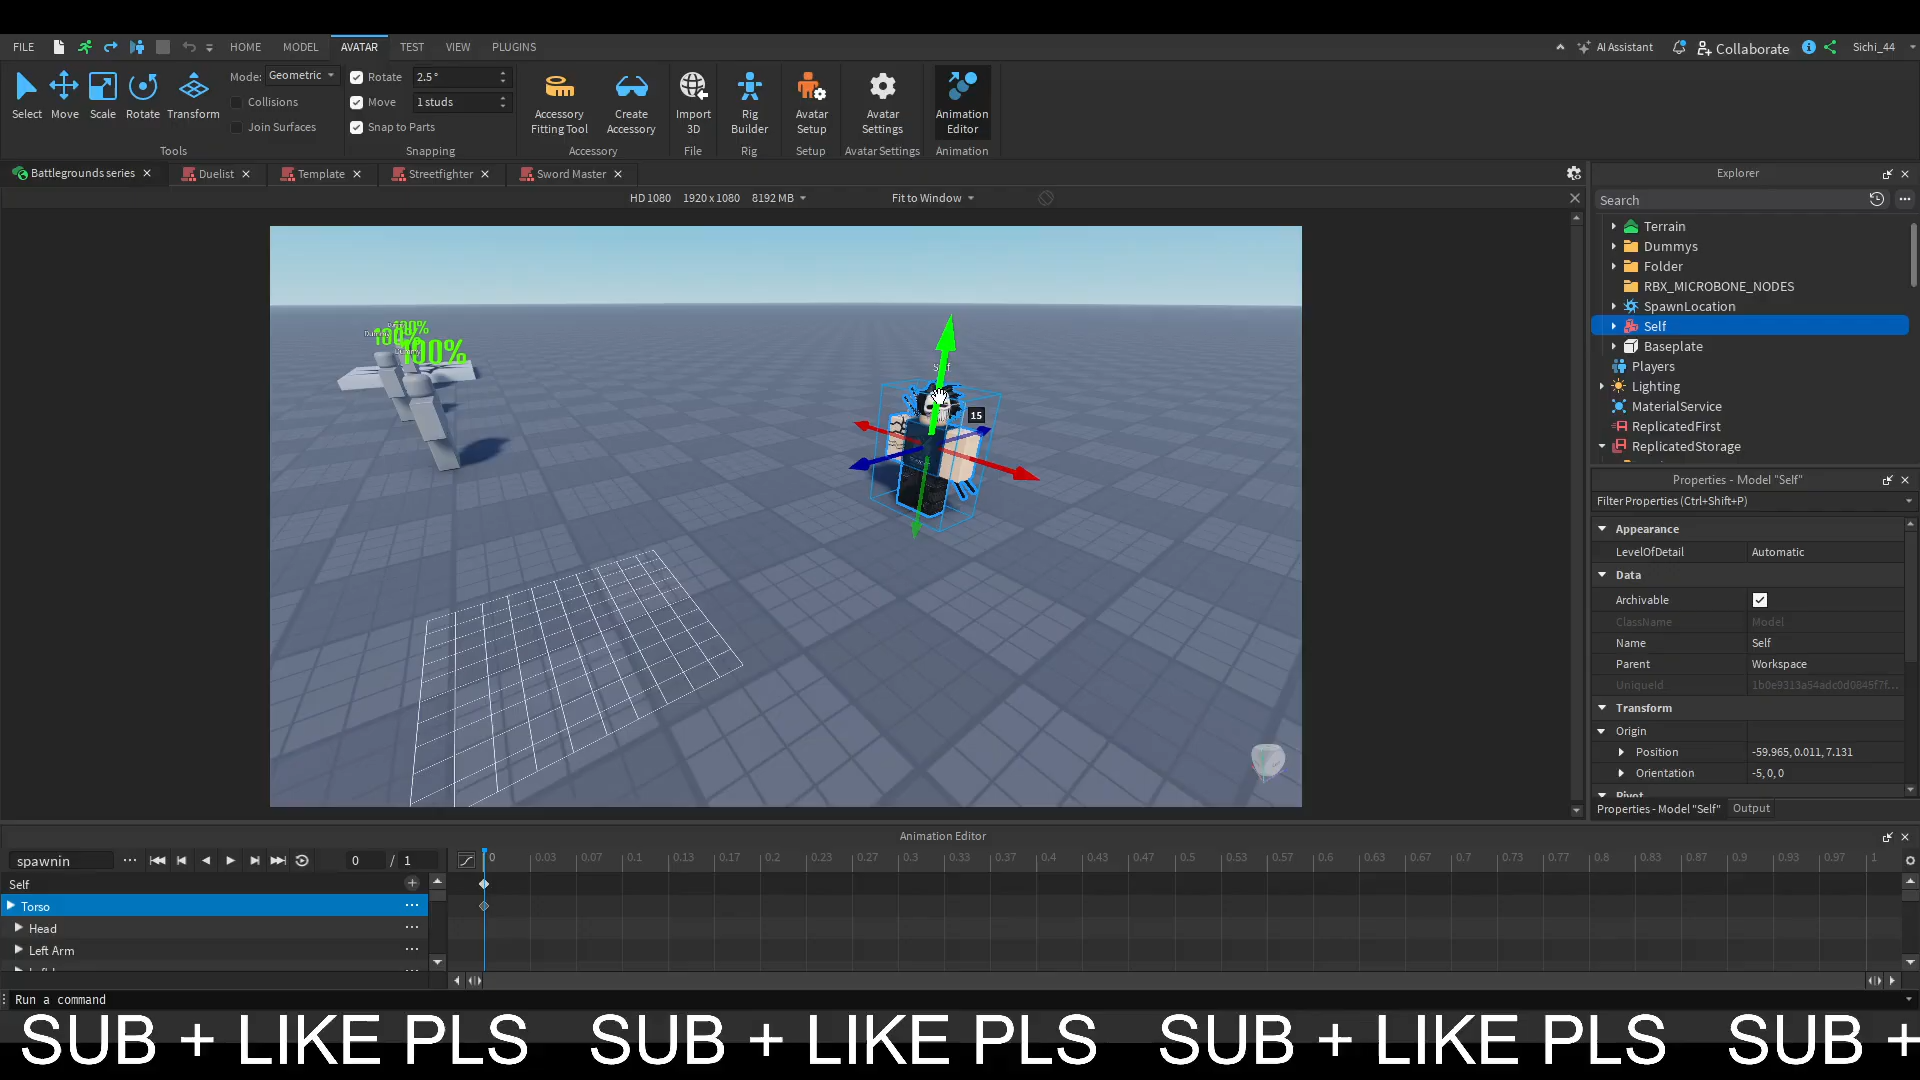 FILE HOME MODEL AVATAR TEST VIEW PLUGINS AI Assistant Collaborate Sichi_44
Select Move Scale Rotate Transform
Mode: Geometric
Collisions
Join Surfaces
Tools
Rotate 2.5°
Move 1 studs
Snap to Parts
Snapping
Accessory Fitting Tool
Create Accessory
Accessory
Import 3D
File
Rig Builder
Rig
Avatar Setup
Setup
Avatar Settings
Avatar Settings
Animation Editor
Animation
Battlegrounds series Duelist Template Streetfighter Sword Master
HD 1080 1920 x 1080 8192 MB Fit to Window
100%
100%
100%
15
Explorer
Search
Terrain
Dummys
Folder
RBX_MICROBONE_NODES
SpawnLocation
Self
Baseplate
Players
Lighting
MaterialService
ReplicatedFirst
ReplicatedStorage
Properties - Model "Self"
Filter Properties (Ctrl+Shift+P)
Appearance
LevelOfDetail Automatic
Data
Archivable
ClassName Model
Name Self
Parent Workspace
UniqueId 1b0e9313a54adc0d0845f7f...
Transform
Origin
Position -59.965, 0.011, 7.131
Orientation -5, 0, 0
Pivot
Properties - Model "Self" Output
Animation Editor
spawnin ... 0 / 1
0 0.03 0.07 0.1 0.13 0.17 0.2 0.23 0.27 0.3 0.33 0.37 0.4 0.43 0.47 0.5 0.53 0.57 0.6 0.63 0.67 0.7 0.73 0.77 0.8 0.83 0.87 0.9 0.93 0.97 1
Self
Torso
Head
Left Arm
Run a command
SUB + LIKE PLS SUB + LIKE PLS SUB + LIKE PLS SUB +